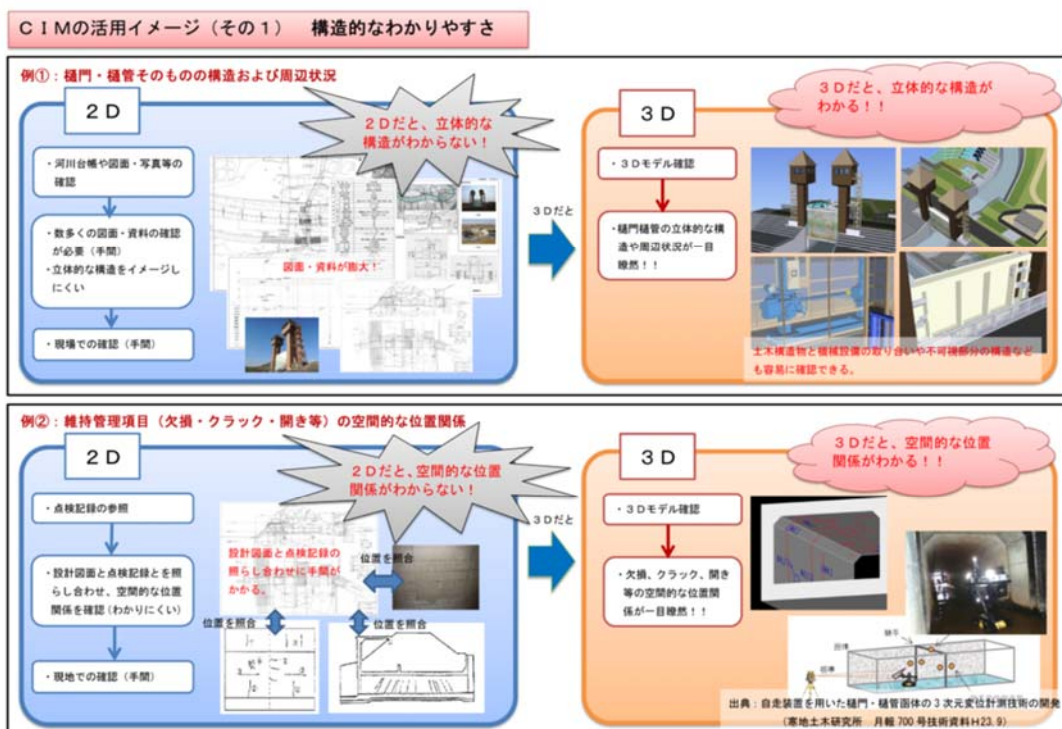 ＣＩＭの活用イメージ（その１）　構造的なわかりやすさ
例①：樋門・樋管そのものの構造および周辺状況
２Ｄ
２Ｄだと、立体的な
構造がわからない！
・河川台帳や図面・写真等の
確認
・数多くの図面・資料の確認
が必要（手間）
・立体的な構造をイメージし
にくい
・現場での確認（手間）
図面・資料が膨大！
３Ｄだと
３Ｄ
３Ｄだと、立体的な構造が
わかる！！
・３Ｄモデル確認
・樋門樋管の立体的な構
造や周辺状況が一目
瞭然！！
土木構造物と機械設備の取り合いや不可視部分の構造など
も容易に確認できる。
例②：維持管理項目（欠損・クラック・開き等）の空間的な位置関係
２Ｄ
２Ｄだと、空間的な位置
関係がわからない！
・点検記録の参照
・設計図面と点検記録とを照
らし合わせ、空間的な位置
関係を確認（わかりにくい）
・現地での確認（手間）
設計図面と点検記録の
照らし合わせに手間が
かかる。
位置を照合
位置を照合
位置を照合
３Ｄだと
３Ｄ
３Ｄだと、空間的な位置
関係がわかる！！
・３Ｄモデル確認
・欠損、クラック、開き
等の空間的な位置関
係が一目瞭然！！
出典：自走装置を用いた樋門・樋管函体の３次元変位計測技術の開発
（寒地土木研究所　月報 700 号技術資料Ｈ23.9）